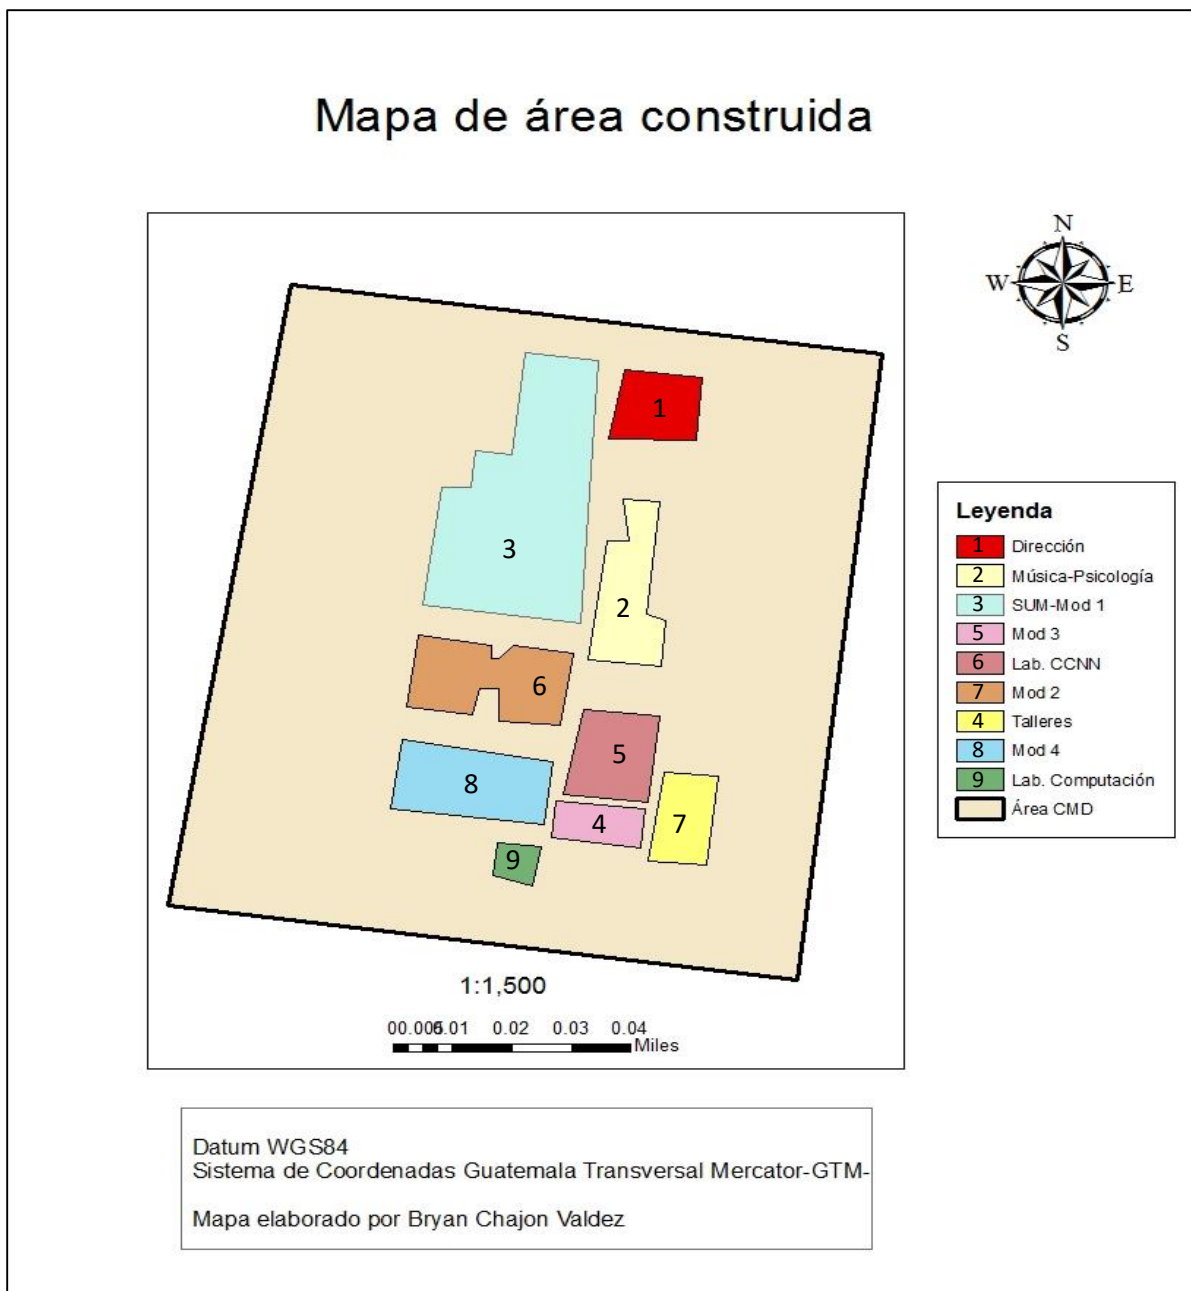 Mapa de área construida
N
W E
S
1
3
2
6
5
8
7
4
9
Leyenda
1 Dirección
2 Música-Psicología
3 SUM-Mod 1
5 Mod 3
6 Lab. CCNN
7 Mod 2
4 Talleres
8 Mod 4
9 Lab. Computación
Área CMD
1:1,500
0 0.005 0.01 0.02 0.03 0.04
Miles
Datum WGS84
Sistema de Coordenadas Guatemala Transversal Mercator-GTM-
Mapa elaborado por Bryan Chajon Valdez